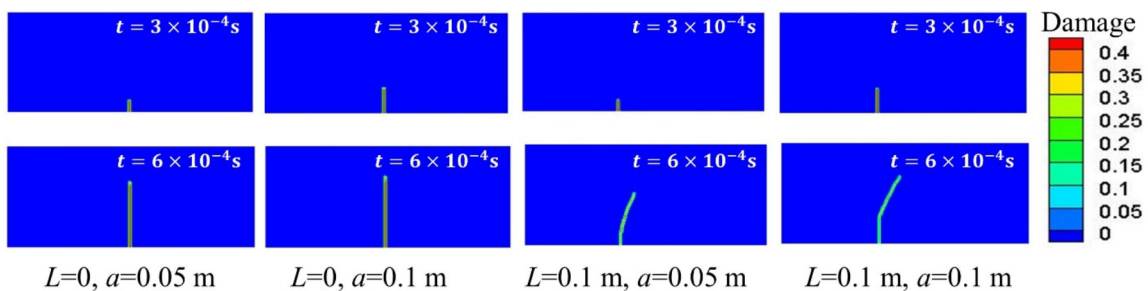 t = 3 × 10⁻⁴s t = 3 × 10⁻⁴s t = 3 × 10⁻⁴s t = 3 × 10⁻⁴s
Damage
0.4
0.35
0.3
0.25
0.2
0.15
0.1
0.05
0
t = 6 × 10⁻⁴s t = 6 × 10⁻⁴s t = 6 × 10⁻⁴s t = 6 × 10⁻⁴s
L=0, a=0.05 m L=0, a=0.1 m L=0.1 m, a=0.05 m L=0.1 m, a=0.1 m